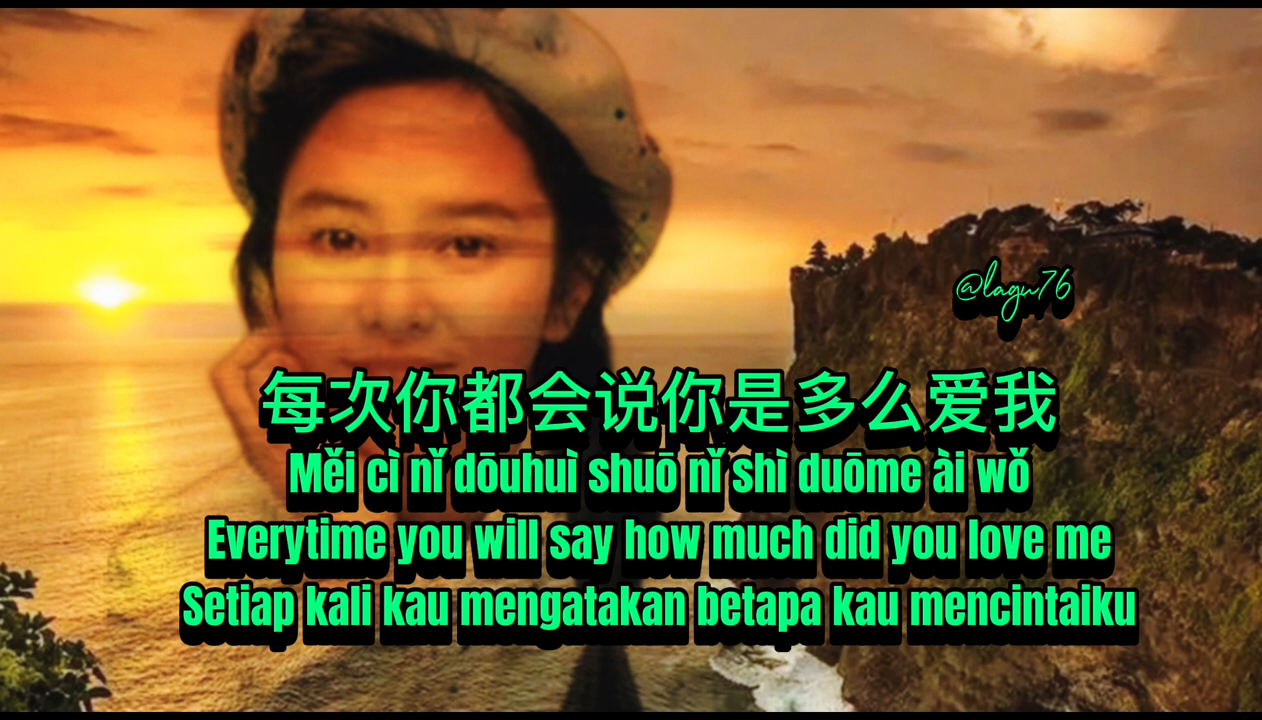 @lagu76
每次你都会说你是多么爱我
Měi cì nǐ dōuhuì shuō nǐ shì duōme ài wǒ
Everytime you will say how much did you love me
Setiap kali kau mengatakan betapa kau mencintaiku